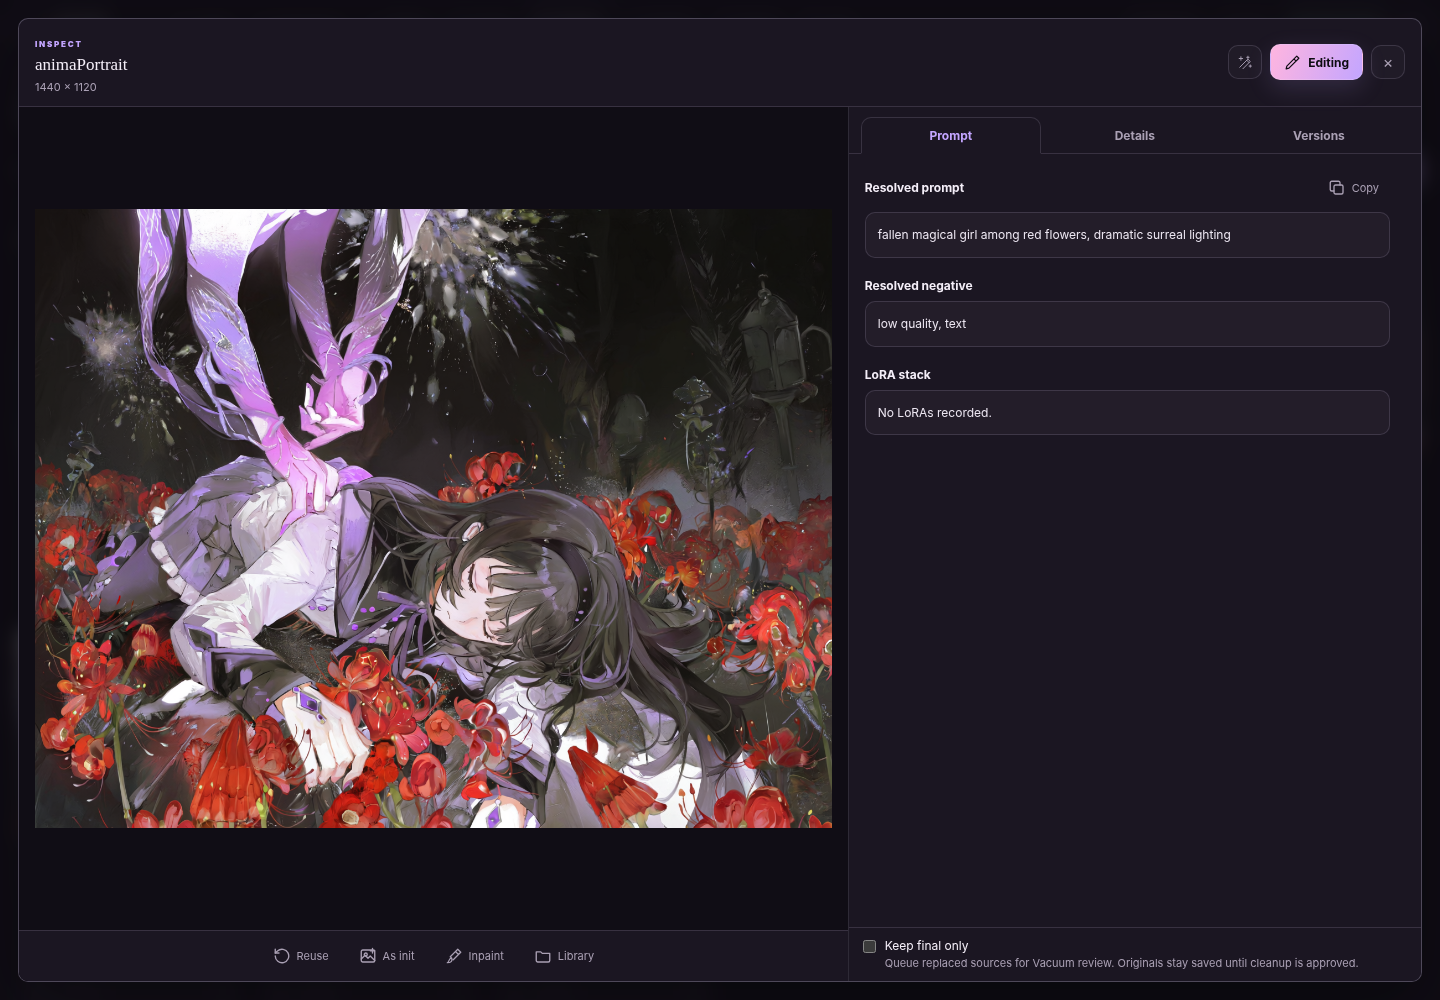 INSPECT
animaPortrait
1440 × 1120
Editing
Prompt
Details
Versions
Resolved prompt
Copy
fallen magical girl among red flowers, dramatic surreal lighting
Resolved negative
low quality, text
LoRA stack
No LoRAs recorded.
Reuse
As init
Inpaint
Library
Keep final only
Queue replaced sources for Vacuum review. Originals stay saved until cleanup is approved.